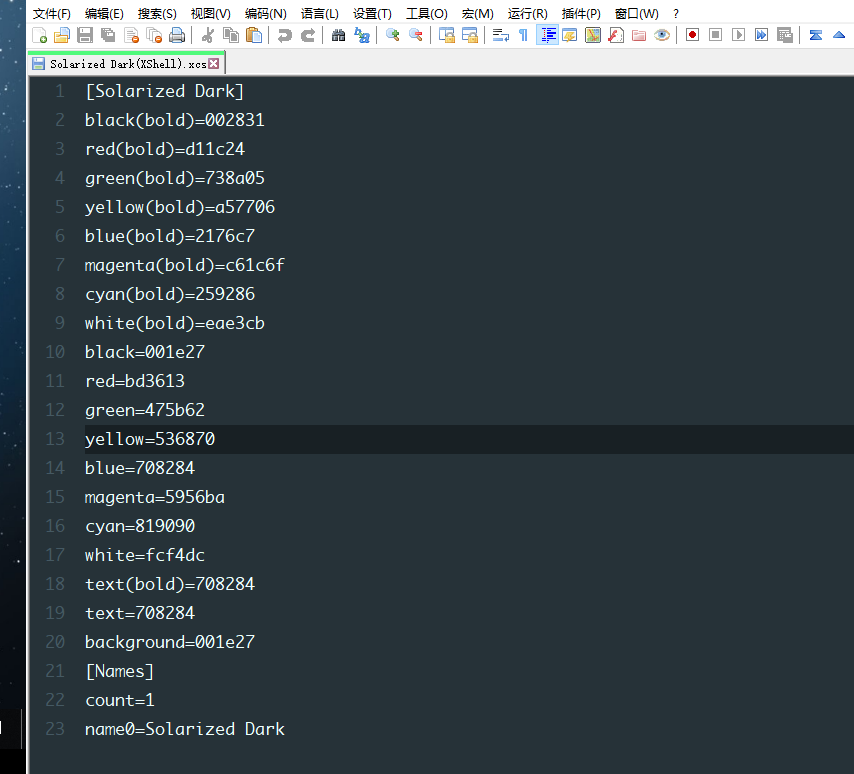 文件(F) 编辑(E) 搜索(S) 视图(V) 编码(N) 语言(L) 设置(T) 工具(O) 宏(M) 运行(R) 插件(P) 窗口(W) ?
Solarized Dark(XShell).xcs
1 [Solarized Dark]
2 black(bold)=002831
3 red(bold)=d11c24
4 green(bold)=738a05
5 yellow(bold)=a57706
6 blue(bold)=2176c7
7 magenta(bold)=c61c6f
8 cyan(bold)=259286
9 white(bold)=eae3cb
10 black=001e27
11 red=bd3613
12 green=475b62
13 yellow=536870
14 blue=708284
15 magenta=5956ba
16 cyan=819090
17 white=fcf4dc
18 text(bold)=708284
19 text=708284
20 background=001e27
21 [Names]
22 count=1
23 name0=Solarized Dark